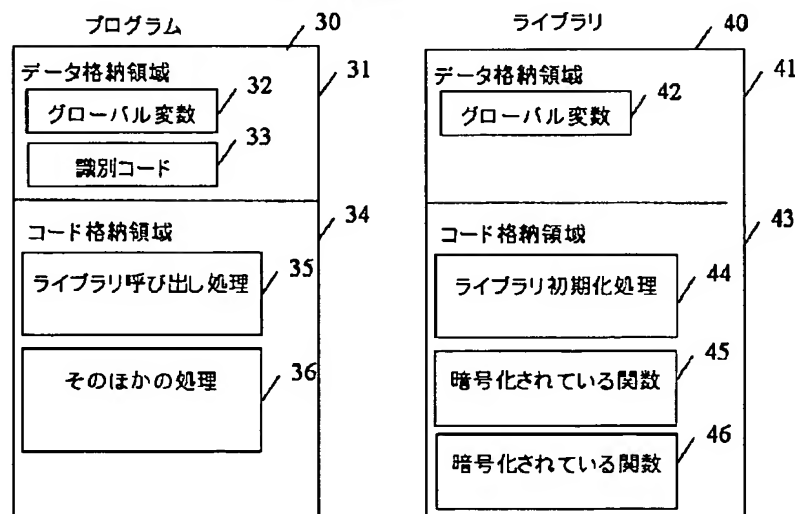 プログラム
30
データ格納領域
31
32
グローバル変数
33
識別コード
コード格納領域
34
35
ライブラリ呼び出し処理
36
そのほかの処理
ライブラリ
40
データ格納領域
41
42
グローバル変数
コード格納領域
43
ライブラリ初期化処理
44
45
暗号化されている関数
46
暗号化されている関数